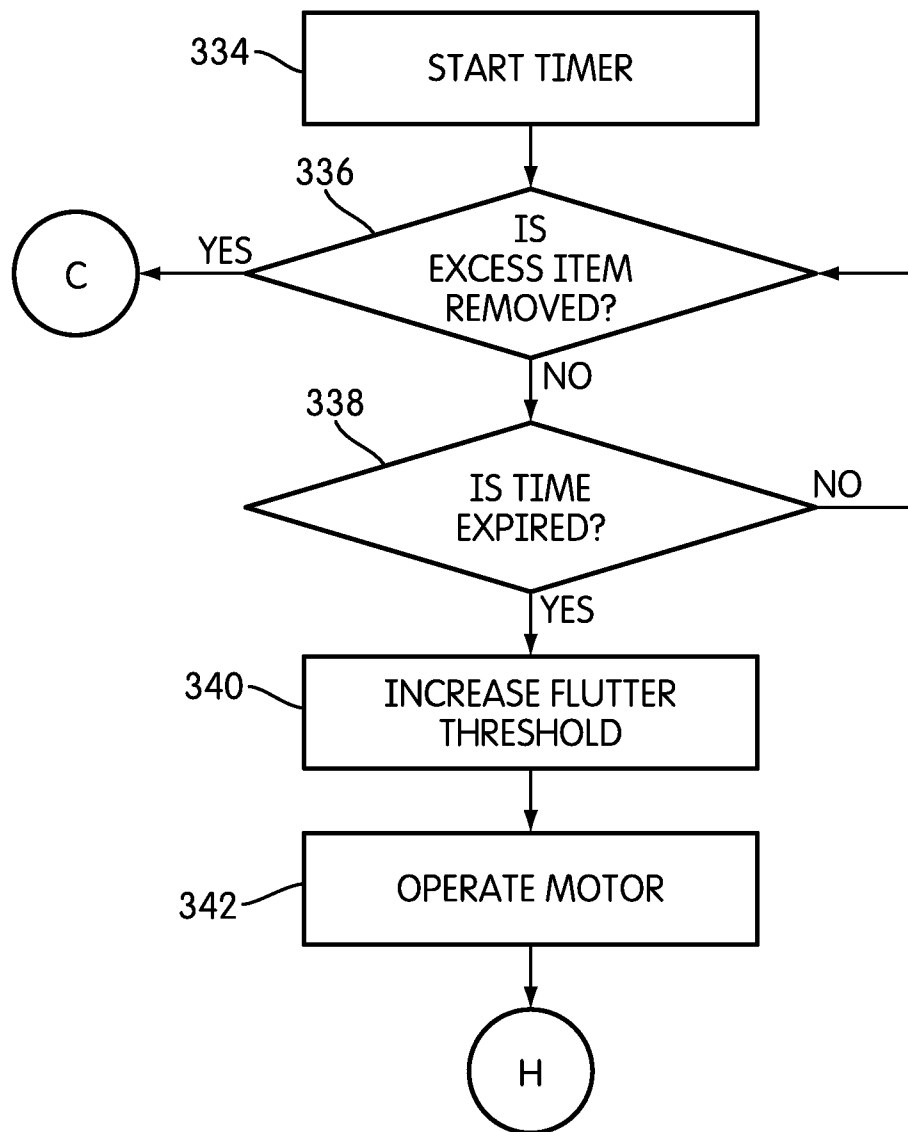 334
START TIMER
336
YES
C
IS
EXCESS ITEM
REMOVED?
NO
338
IS TIME
EXPIRED?
NO
YES
340
INCREASE FLUTTER
THRESHOLD
342
OPERATE MOTOR
H